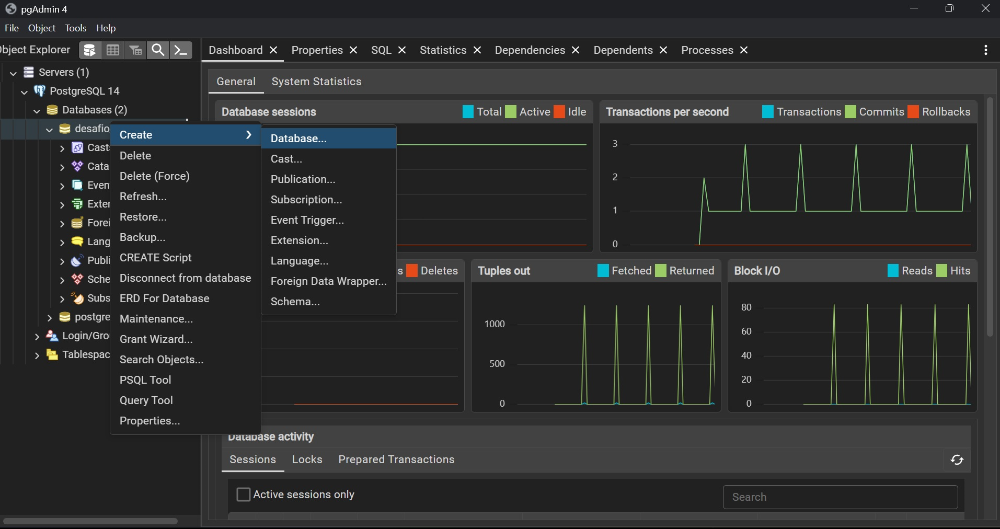 pgAdmin 4
File Object Tools Help
bject Explorer
Dashboard Properties SQL Statistics Dependencies Dependents Processes
Servers (1)
PostgreSQL 14
Databases (2)
desafio
Casts
Cata
Even
Exter
Forei
Lang
Publi
Sche
Subs
postgre
Login/Gro
Tablespac
Create
Delete
Delete (Force)
Refresh...
Restore...
Backup...
CREATE Script
Disconnect from database
ERD For Database
Maintenance...
Grant Wizard...
Search Objects...
PSQL Tool
Query Tool
Properties...
Database...
Cast...
Publication...
Subscription...
Event Trigger...
Extension...
Language...
Foreign Data Wrapper...
Schema...
General System Statistics
Database sessions
Total Active Idle
Transactions per second
Transactions Commits Rollbacks
3
2
1
0
s Deletes
Tuples out
Fetched Returned
1000
500
0
Block I/O
Reads Hits
80
60
40
20
0
Database activity
Sessions Locks Prepared Transactions
Active sessions only
Search